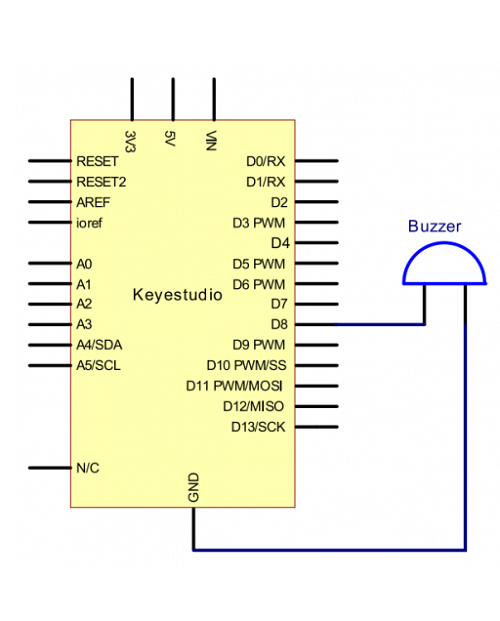 3V3
5V
VIN
RESET
RESET2
AREF
ioref
A0
A1
A2
A3
A4/SDA
A5/SCL
N/C
Keyestudio
D0/RX
D1/RX
D2
D3 PWM
D4
D5 PWM
D6 PWM
D7
D8
D9 PWM
D10 PWM/SS
D11 PWM/MOSI
D12/MISO
D13/SCK
GND
Buzzer